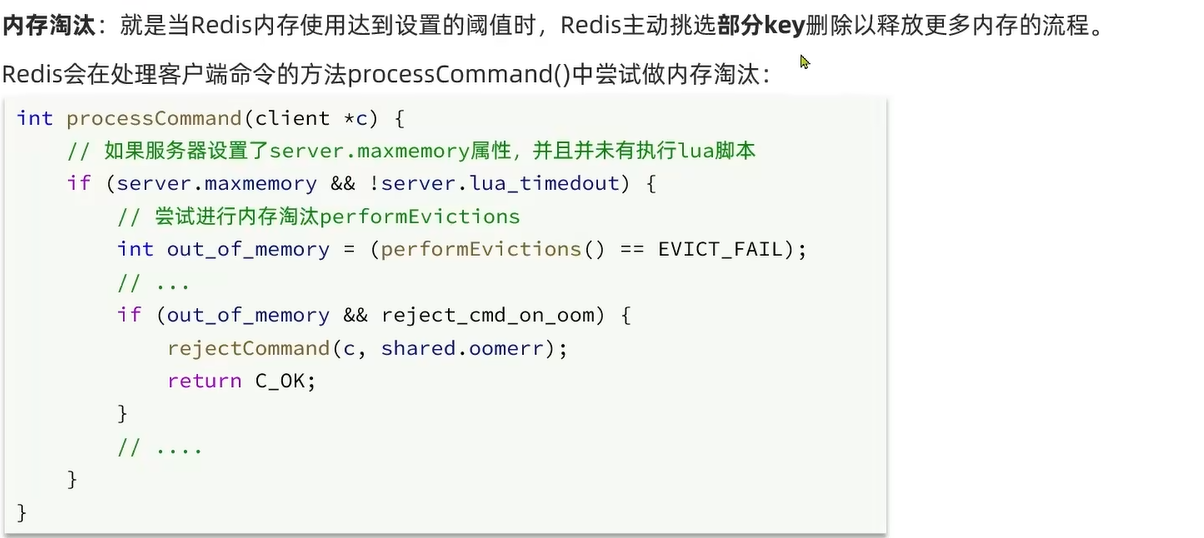 内存淘汰：就是当Redis内存使用达到设置的阈值时，Redis主动挑选部分key删除以释放更多内存的流程。
Redis会在处理客户端命令的方法processCommand()中尝试做内存淘汰：
int processCommand(client *c) {
    // 如果服务器设置了server.maxmemory属性，并且并未有执行lua脚本
    if (server.maxmemory && !server.lua_timedout) {
        // 尝试进行内存淘汰performEvictions
        int out_of_memory = (performEvictions() == EVICT_FAIL);
        // ...
        if (out_of_memory && reject_cmd_on_oom) {
            rejectCommand(c, shared.oomerr);
            return C_OK;
        }
        // ....
    }
}